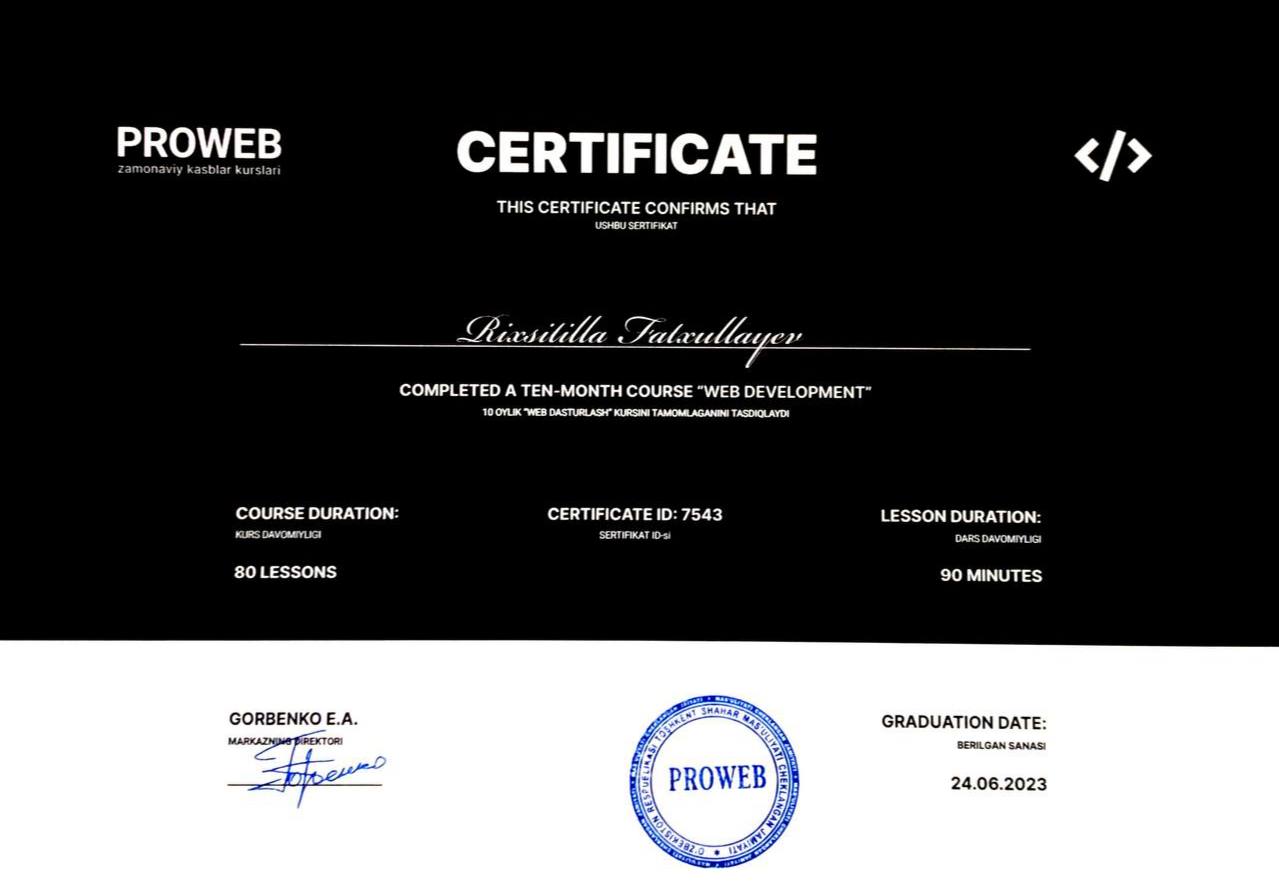 PROWEB
zamonaviy kasblar kurslari
CERTIFICATE
</>
THIS CERTIFICATE CONFIRMS THAT
USHBU SERTIFIKAT
Rixsitilla Fatxullayev
COMPLETED A TEN-MONTH COURSE “WEB DEVELOPMENT”
10 OYLIK “WEB DASTURLASH” KURSINI TAMOMLAGANINI TASDIQLAYDI
COURSE DURATION:
KURS DAVOMIYLIGI
80 LESSONS
CERTIFICATE ID: 7543
SERTIFIKAT ID-si
LESSON DURATION:
DARS DAVOMIYLIGI
90 MINUTES
GORBENKO E.A.
MARKAZNING DIREKTORI
O'ZBEKISTON RESPUBLIKASI TOSHKENT SHAHAR MAS'ULIYATI CHEKLANGAN JAMIYATI
PROWEB
GRADUATION DATE:
BERILGAN SANASI
24.06.2023